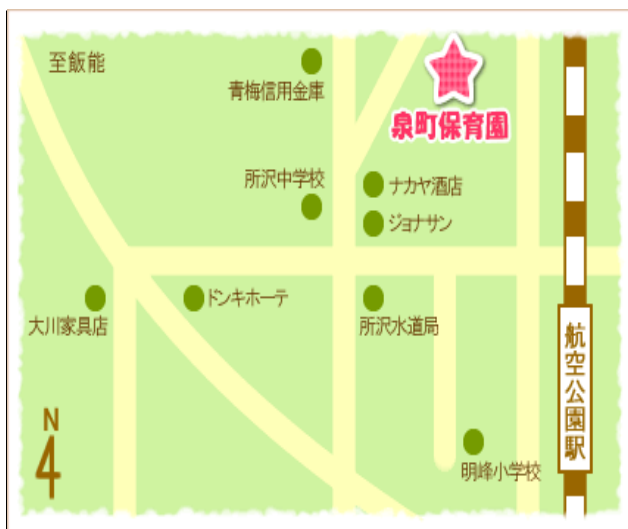 至飯能
青梅信用金庫
泉町保育園
所沢中学校
ナカヤ酒店
ジョナサン
ドンキホーテ
大川家具店
所沢水道局
航空公園駅
N
明峰小学校